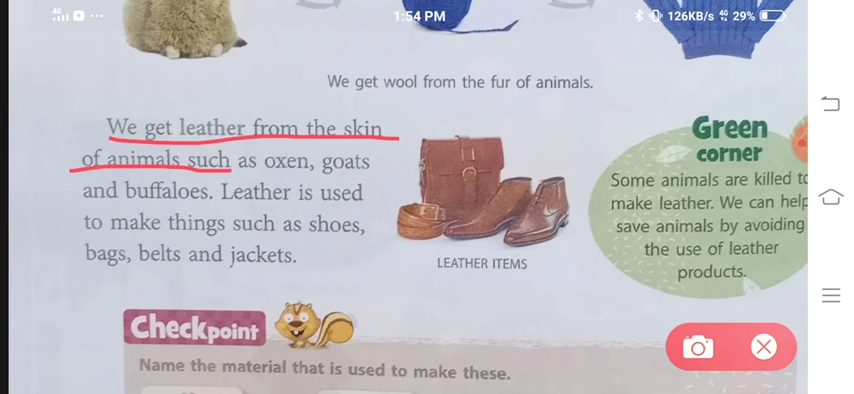 4G
1:54 PM
126KB/s 4G 29%
We get wool from the fur of animals.
We get leather from the skin
of animals such as oxen, goats
and buffaloes. Leather is used
to make things such as shoes,
bags, belts and jackets.
LEATHER ITEMS
Green
corner
Some animals are killed to
make leather. We can help
save animals by avoiding
the use of leather
products.
Checkpoint
Name the material that is used to make these.